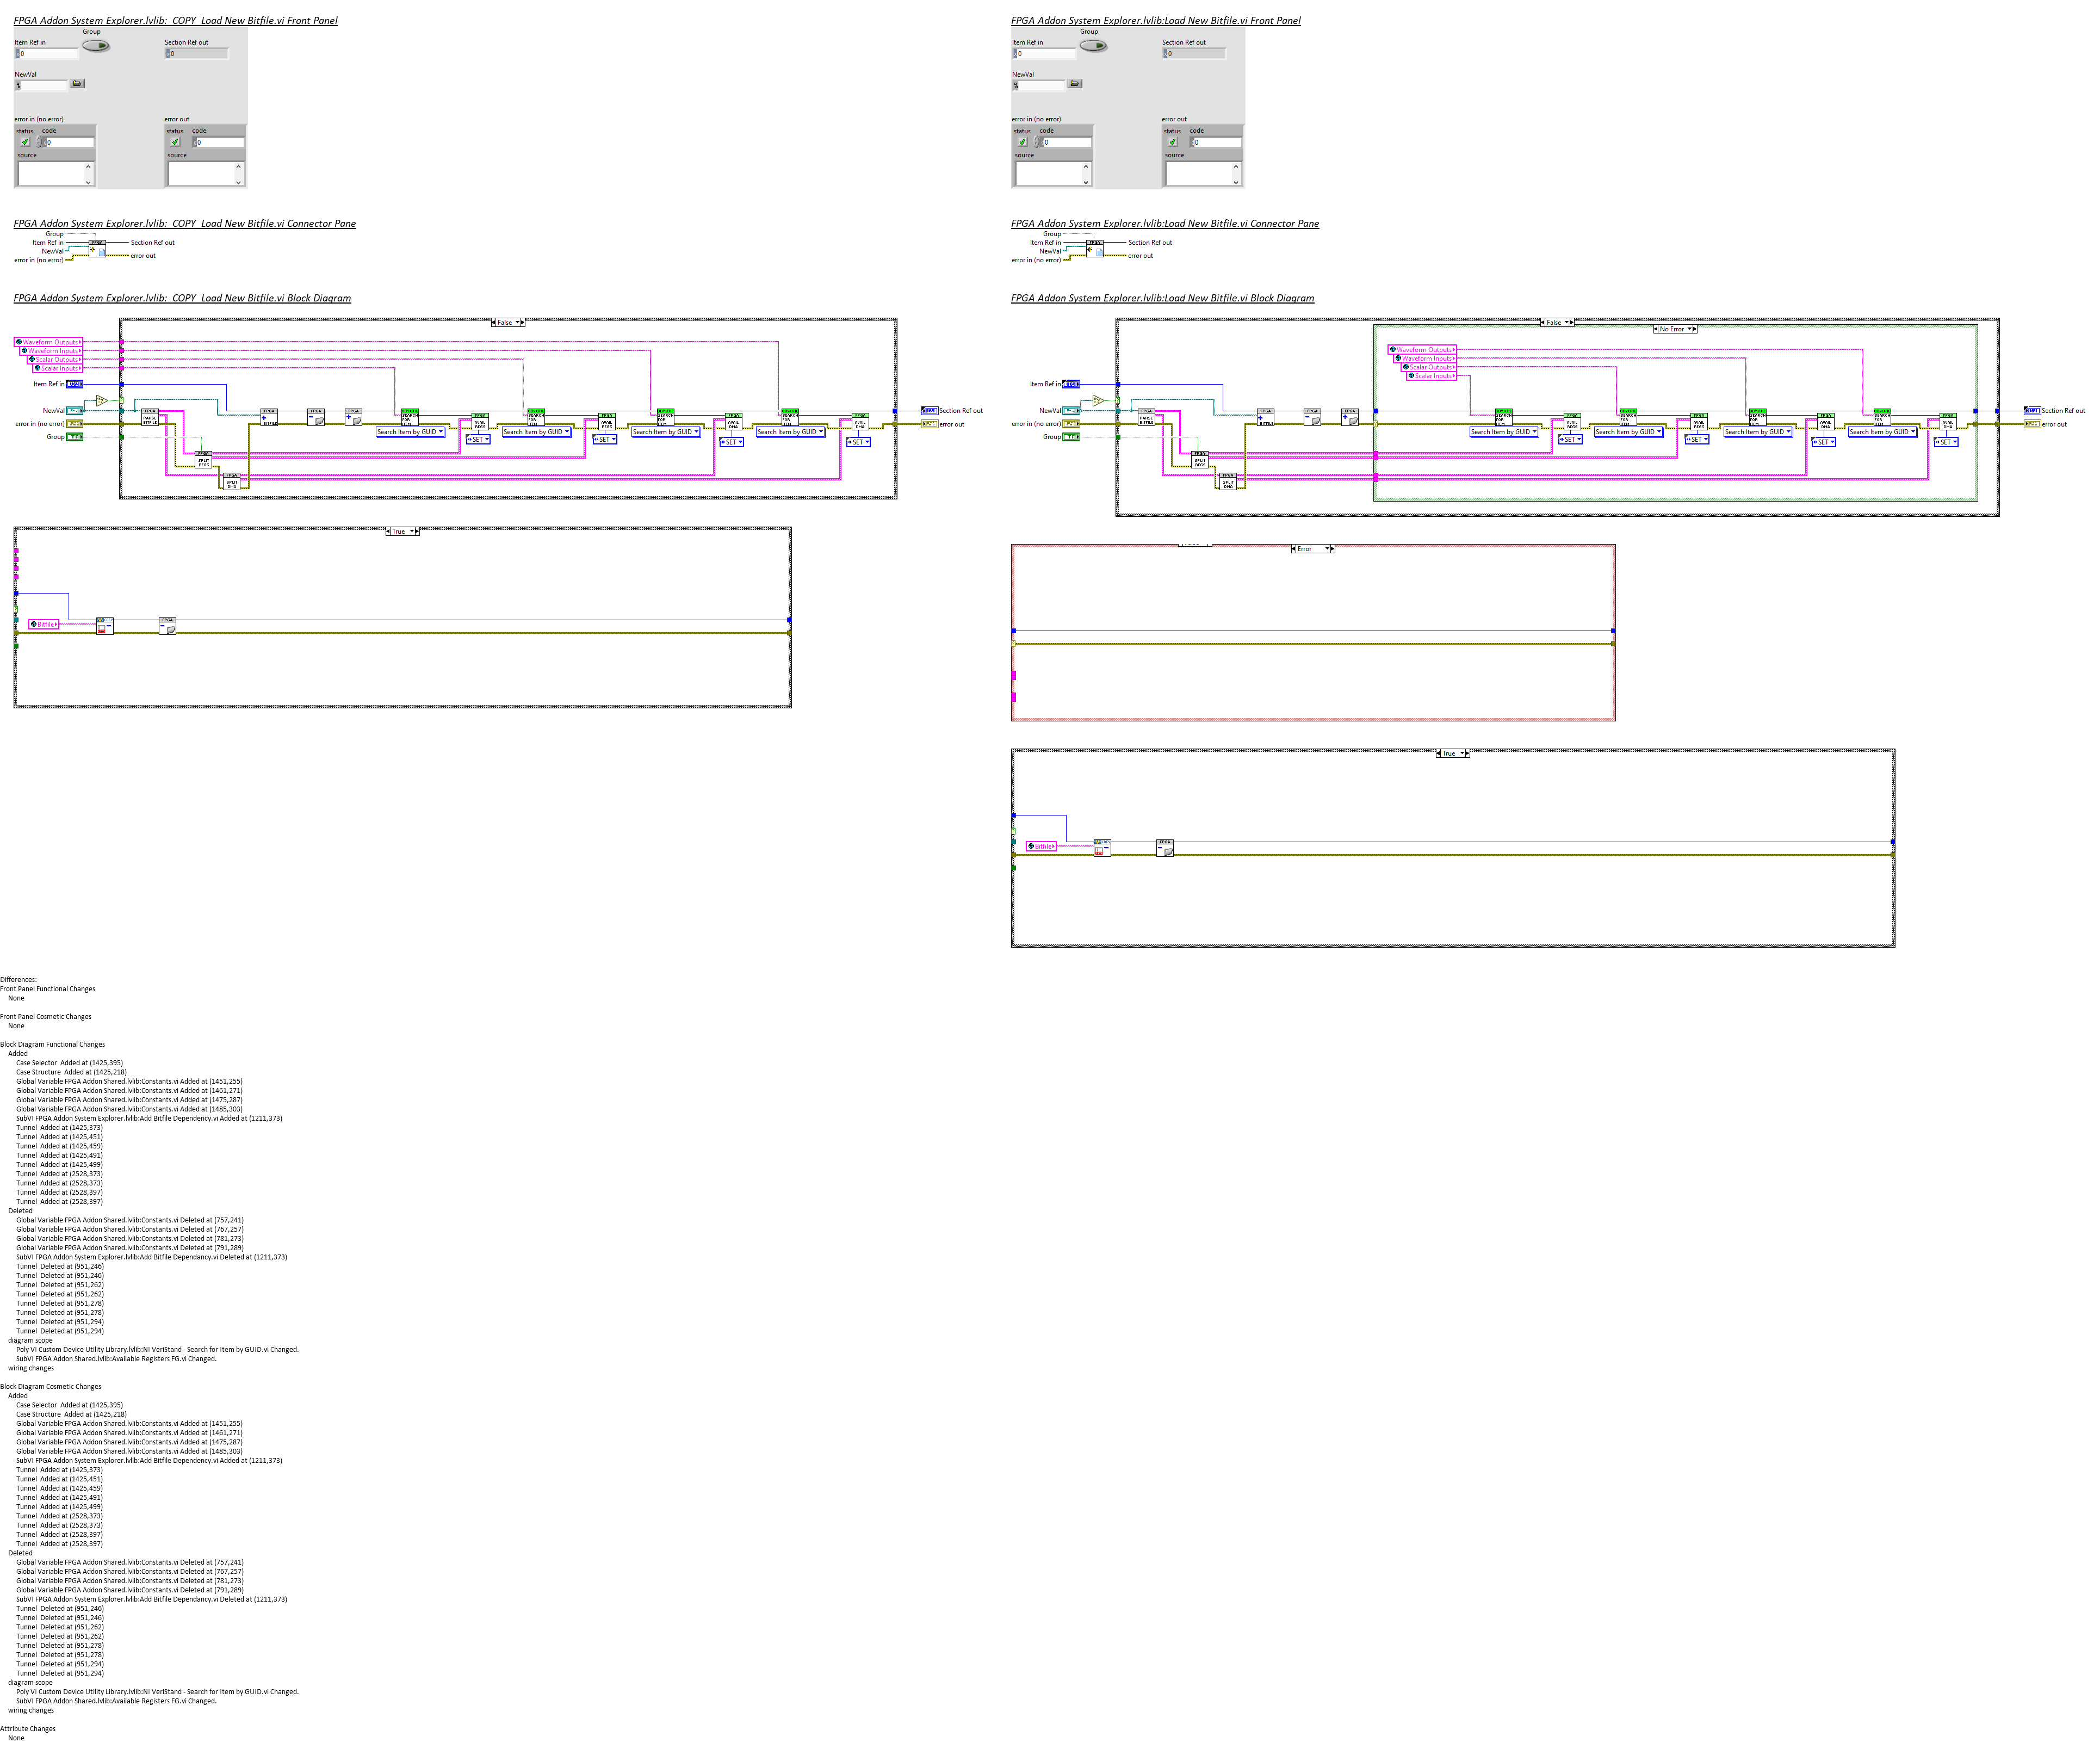 FPGA Addon System Explorer.lvlib:_COPY_Load New Bitfile.vi Front Panel
Group
Item Ref in
Section Ref out
0
0
NewVal
error in (no error)
error out
status code
status code
0
0
source
source
FPGA Addon System Explorer.lvlib:_COPY_Load New Bitfile.vi Connector Pane
Group
Item Ref in
Section Ref out
NewVal
error in (no error)
error out
FPGA
FPGA Addon System Explorer.lvlib:_COPY_Load New Bitfile.vi Block Diagram
False
Waveform Outputs
Waveform Inputs
Scalar Outputs
Scalar Inputs
Item Ref in
NewVal
error in (no error)
Group
TF
FPGA PARSE BITFILE
FPGA SPLIT REGS
FPGA SPLIT DMA
FPGA BITFILE
Search Item by GUID
SET
Search Item by GUID
SET
Search Item by GUID
SET
Search Item by GUID
SET
Section Ref out
error out
True
Bitfile
FPGA
FPGA Addon System Explorer.lvlib:Load New Bitfile.vi Front Panel
Group
Item Ref in
Section Ref out
0
0
NewVal
error in (no error)
error out
status code
status code
0
0
source
source
FPGA Addon System Explorer.lvlib:Load New Bitfile.vi Connector Pane
Group
Item Ref in
Section Ref out
NewVal
error in (no error)
error out
FPGA
FPGA Addon System Explorer.lvlib:Load New Bitfile.vi Block Diagram
False
No Error
Waveform Outputs
Waveform Inputs
Scalar Outputs
Scalar Inputs
Item Ref in
NewVal
error in (no error)
Group
TF
FPGA PARSE BITFILE
FPGA SPLIT REGS
FPGA SPLIT DMA
FPGA BITFILE
Search Item by GUID
SET
Search Item by GUID
SET
Search Item by GUID
SET
Search Item by GUID
SET
Section Ref out
error out
Error
True
Bitfile
FPGA
Differences:
Front Panel Functional Changes
None
Front Panel Cosmetic Changes
None
Block Diagram Functional Changes
Added
Case Selector Added at (1425,395)
Case Structure Added at (1425,218)
Global Variable FPGA Addon Shared.lvlib:Constants.vi Added at (1451,255)
Global Variable FPGA Addon Shared.lvlib:Constants.vi Added at (1461,271)
Global Variable FPGA Addon Shared.lvlib:Constants.vi Added at (1475,287)
Global Variable FPGA Addon Shared.lvlib:Constants.vi Added at (1485,303)
SubVI FPGA Addon System Explorer.lvlib:Add Bitfile Dependency.vi Added at (1211,373)
Tunnel Added at (1425,373)
Tunnel Added at (1425,451)
Tunnel Added at (1425,459)
Tunnel Added at (1425,491)
Tunnel Added at (1425,499)
Tunnel Added at (2528,373)
Tunnel Added at (2528,373)
Tunnel Added at (2528,397)
Tunnel Added at (2528,397)
Deleted
Global Variable FPGA Addon Shared.lvlib:Constants.vi Deleted at (757,241)
Global Variable FPGA Addon Shared.lvlib:Constants.vi Deleted at (767,257)
Global Variable FPGA Addon Shared.lvlib:Constants.vi Deleted at (781,273)
Global Variable FPGA Addon Shared.lvlib:Constants.vi Deleted at (791,289)
SubVI FPGA Addon System Explorer.lvlib:Add Bitfile Dependancy.vi Deleted at (1211,373)
Tunnel Deleted at (951,246)
Tunnel Deleted at (951,246)
Tunnel Deleted at (951,262)
Tunnel Deleted at (951,262)
Tunnel Deleted at (951,278)
Tunnel Deleted at (951,278)
Tunnel Deleted at (951,294)
Tunnel Deleted at (951,294)
diagram scope
Poly VI Custom Device Utility Library.lvlib:NI VeriStand - Search for Item by GUID.vi Changed.
SubVI FPGA Addon Shared.lvlib:Available Registers FG.vi Changed.
wiring changes
Block Diagram Cosmetic Changes
Added
Case Selector Added at (1425,395)
Case Structure Added at (1425,218)
Global Variable FPGA Addon Shared.lvlib:Constants.vi Added at (1451,255)
Global Variable FPGA Addon Shared.lvlib:Constants.vi Added at (1461,271)
Global Variable FPGA Addon Shared.lvlib:Constants.vi Added at (1475,287)
Global Variable FPGA Addon Shared.lvlib:Constants.vi Added at (1485,303)
SubVI FPGA Addon System Explorer.lvlib:Add Bitfile Dependency.vi Added at (1211,373)
Tunnel Added at (1425,373)
Tunnel Added at (1425,451)
Tunnel Added at (1425,459)
Tunnel Added at (1425,491)
Tunnel Added at (1425,499)
Tunnel Added at (2528,373)
Tunnel Added at (2528,373)
Tunnel Added at (2528,397)
Tunnel Added at (2528,397)
Deleted
Global Variable FPGA Addon Shared.lvlib:Constants.vi Deleted at (757,241)
Global Variable FPGA Addon Shared.lvlib:Constants.vi Deleted at (767,257)
Global Variable FPGA Addon Shared.lvlib:Constants.vi Deleted at (781,273)
Global Variable FPGA Addon Shared.lvlib:Constants.vi Deleted at (791,289)
SubVI FPGA Addon System Explorer.lvlib:Add Bitfile Dependancy.vi Deleted at (1211,373)
Tunnel Deleted at (951,246)
Tunnel Deleted at (951,246)
Tunnel Deleted at (951,262)
Tunnel Deleted at (951,262)
Tunnel Deleted at (951,278)
Tunnel Deleted at (951,278)
Tunnel Deleted at (951,294)
Tunnel Deleted at (951,294)
diagram scope
Poly VI Custom Device Utility Library.lvlib:NI VeriStand - Search for Item by GUID.vi Changed.
SubVI FPGA Addon Shared.lvlib:Available Registers FG.vi Changed.
wiring changes
Attribute Changes
None